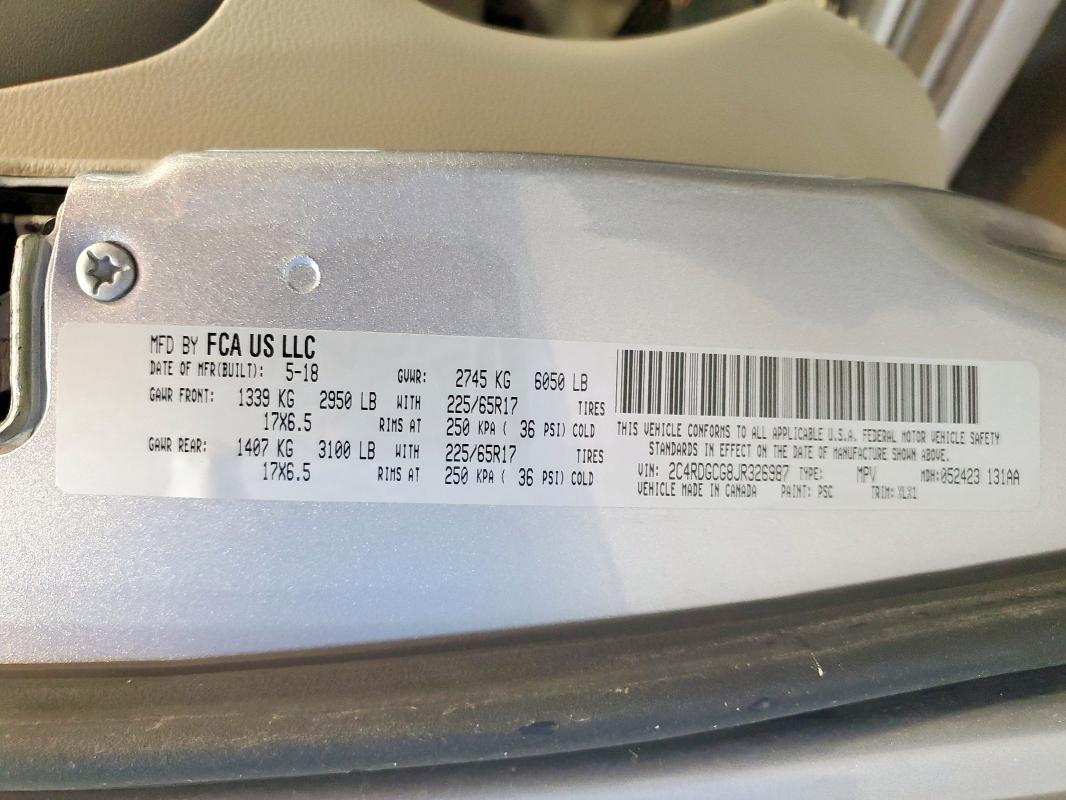 MFD BY FCA US LLC
DATE OF MFR(BUILT): 5-18 GVWR: 2745 KG 6050 LB
GAWR FRONT: 1339 KG 2950 LB WITH 225/65R17 TIRES
17X6.5 RIMS AT 250 KPA ( 36 PSI) COLD
GAWR REAR: 1407 KG 3100 LB WITH 225/65R17 TIRES
17X6.5 RIMS AT 250 KPA ( 36 PSI) COLD
THIS VEHICLE CONFORMS TO ALL APPLICABLE U.S.A. FEDERAL MOTOR VEHICLE SAFETY
STANDARDS IN EFFECT ON THE DATE OF MANUFACTURE SHOWN ABOVE.
VIN: 2C4RDGCG8JR326987 TYPE: MPV MDH:052423 131AA
VEHICLE MADE IN CANADA PAINT: PSC TRIM: XLX1